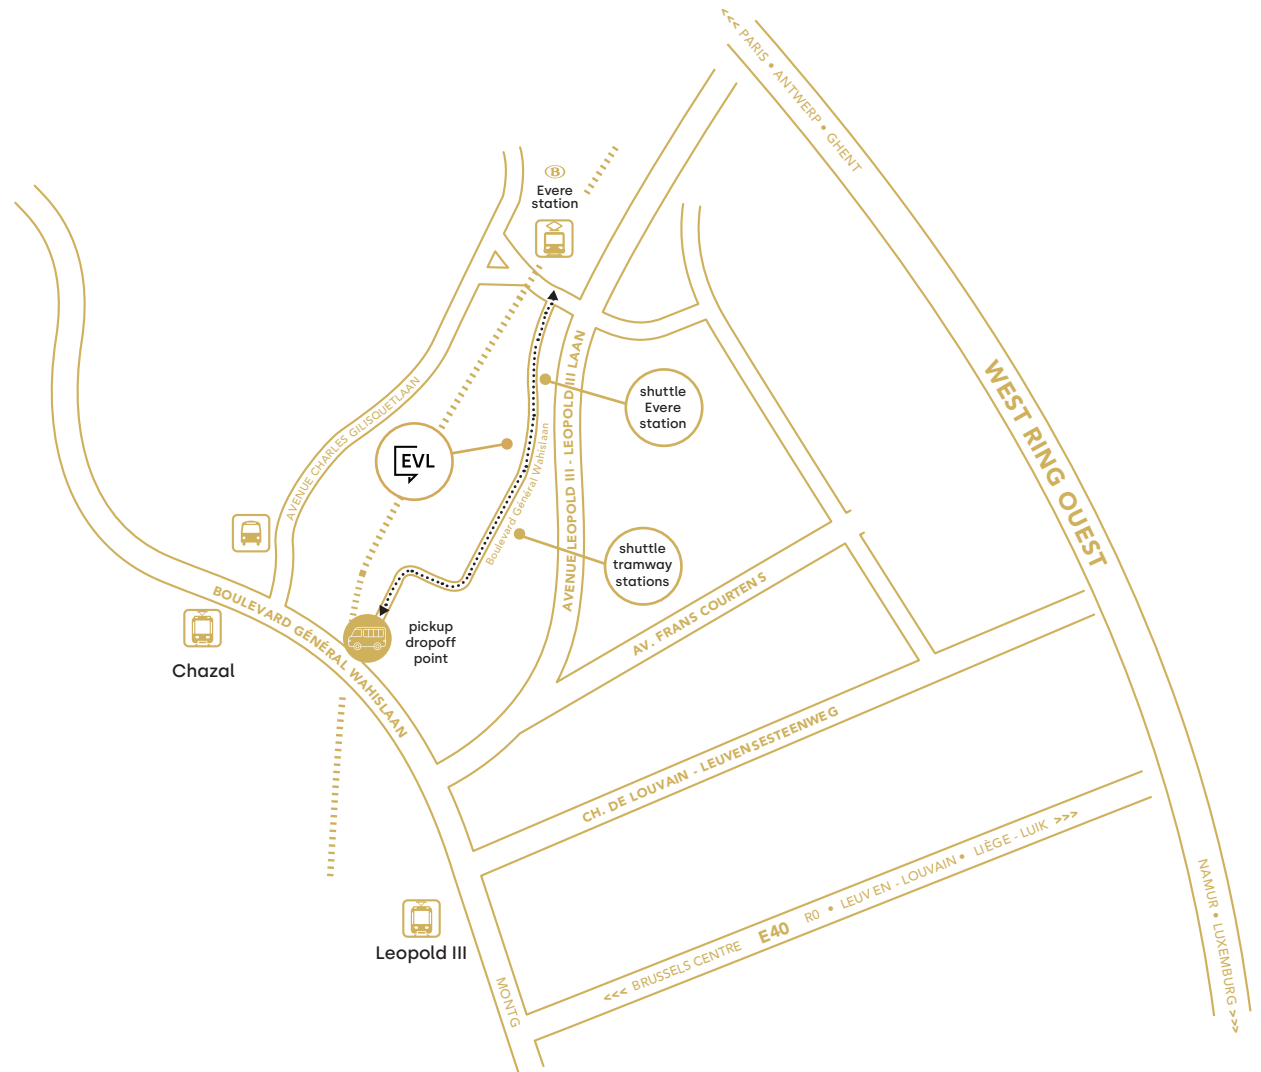 <<< PARIS • ANTWERP • GHENT
B
Evere
station
WEST RING OUEST
AVENUE LEOPOLD III - LEOPOLD III LAAN
shuttle
Evere
station
AVENUE CHARLES GILISQUETLAAN
EVL
Boulevard Général Wahislaan
shuttle
tramway
stations
BOULEVARD GÉNÉRAL WAHISLAAN
pickup
dropoff
point
Chazal
AV. FRANS COURTENS
CH. DE LOUVAIN - LEUVENSESTEENWEG
<<< BRUSSELS CENTRE E40 R0 • LEUVEN - LOUVAIN • LIÈGE - LUIK >>>
NAMUR • LUXEMBURG >>>
Leopold III
MONTG